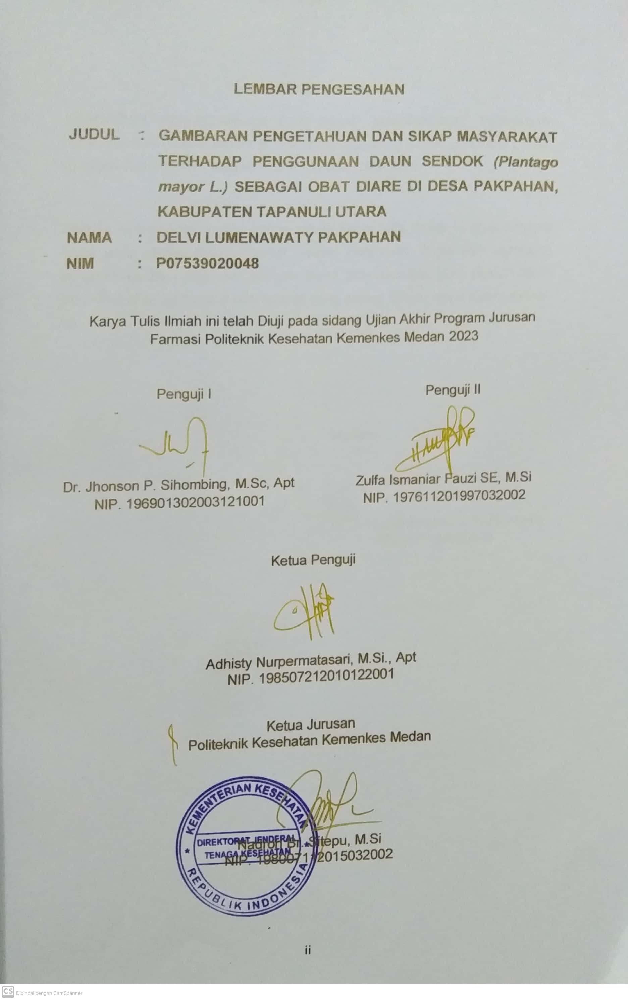 LEMBAR PENGESAHAN
JUDUL : GAMBARAN PENGETAHUAN DAN SIKAP MASYARAKAT
TERHADAP PENGGUNAAN DAUN SENDOK (Plantago
mayor L.) SEBAGAI OBAT DIARE DI DESA PAKPAHAN,
KABUPATEN TAPANULI UTARA
NAMA : DELVI LUMENAWATY PAKPAHAN
NIM : P07539020048
Karya Tulis Ilmiah ini telah Diuji pada sidang Ujian Akhir Program Jurusan
Farmasi Politeknik Kesehatan Kemenkes Medan 2023
Penguji I
Penguji II
Dr. Jhonson P. Sihombing, M.Sc, Apt
NIP. 196901302003121001
Zulfa Ismaniar Fauzi SE, M.Si
NIP. 197611201997032002
Ketua Penguji
Adhisty Nurpermatasari, M.Si., Apt
NIP. 198507212010122001
Ketua Jurusan
Politeknik Kesehatan Kemenkes Medan
KEMENTERIAN KESEHATAN
DIREKTORAT JENDERAL
TENAGA KESEHATAN
REPUBLIK INDONESIA
Nadroh Br. Sitepu, M.Si
NIP. 198007112015032002
ii
CS Dipindai dengan CamScanner